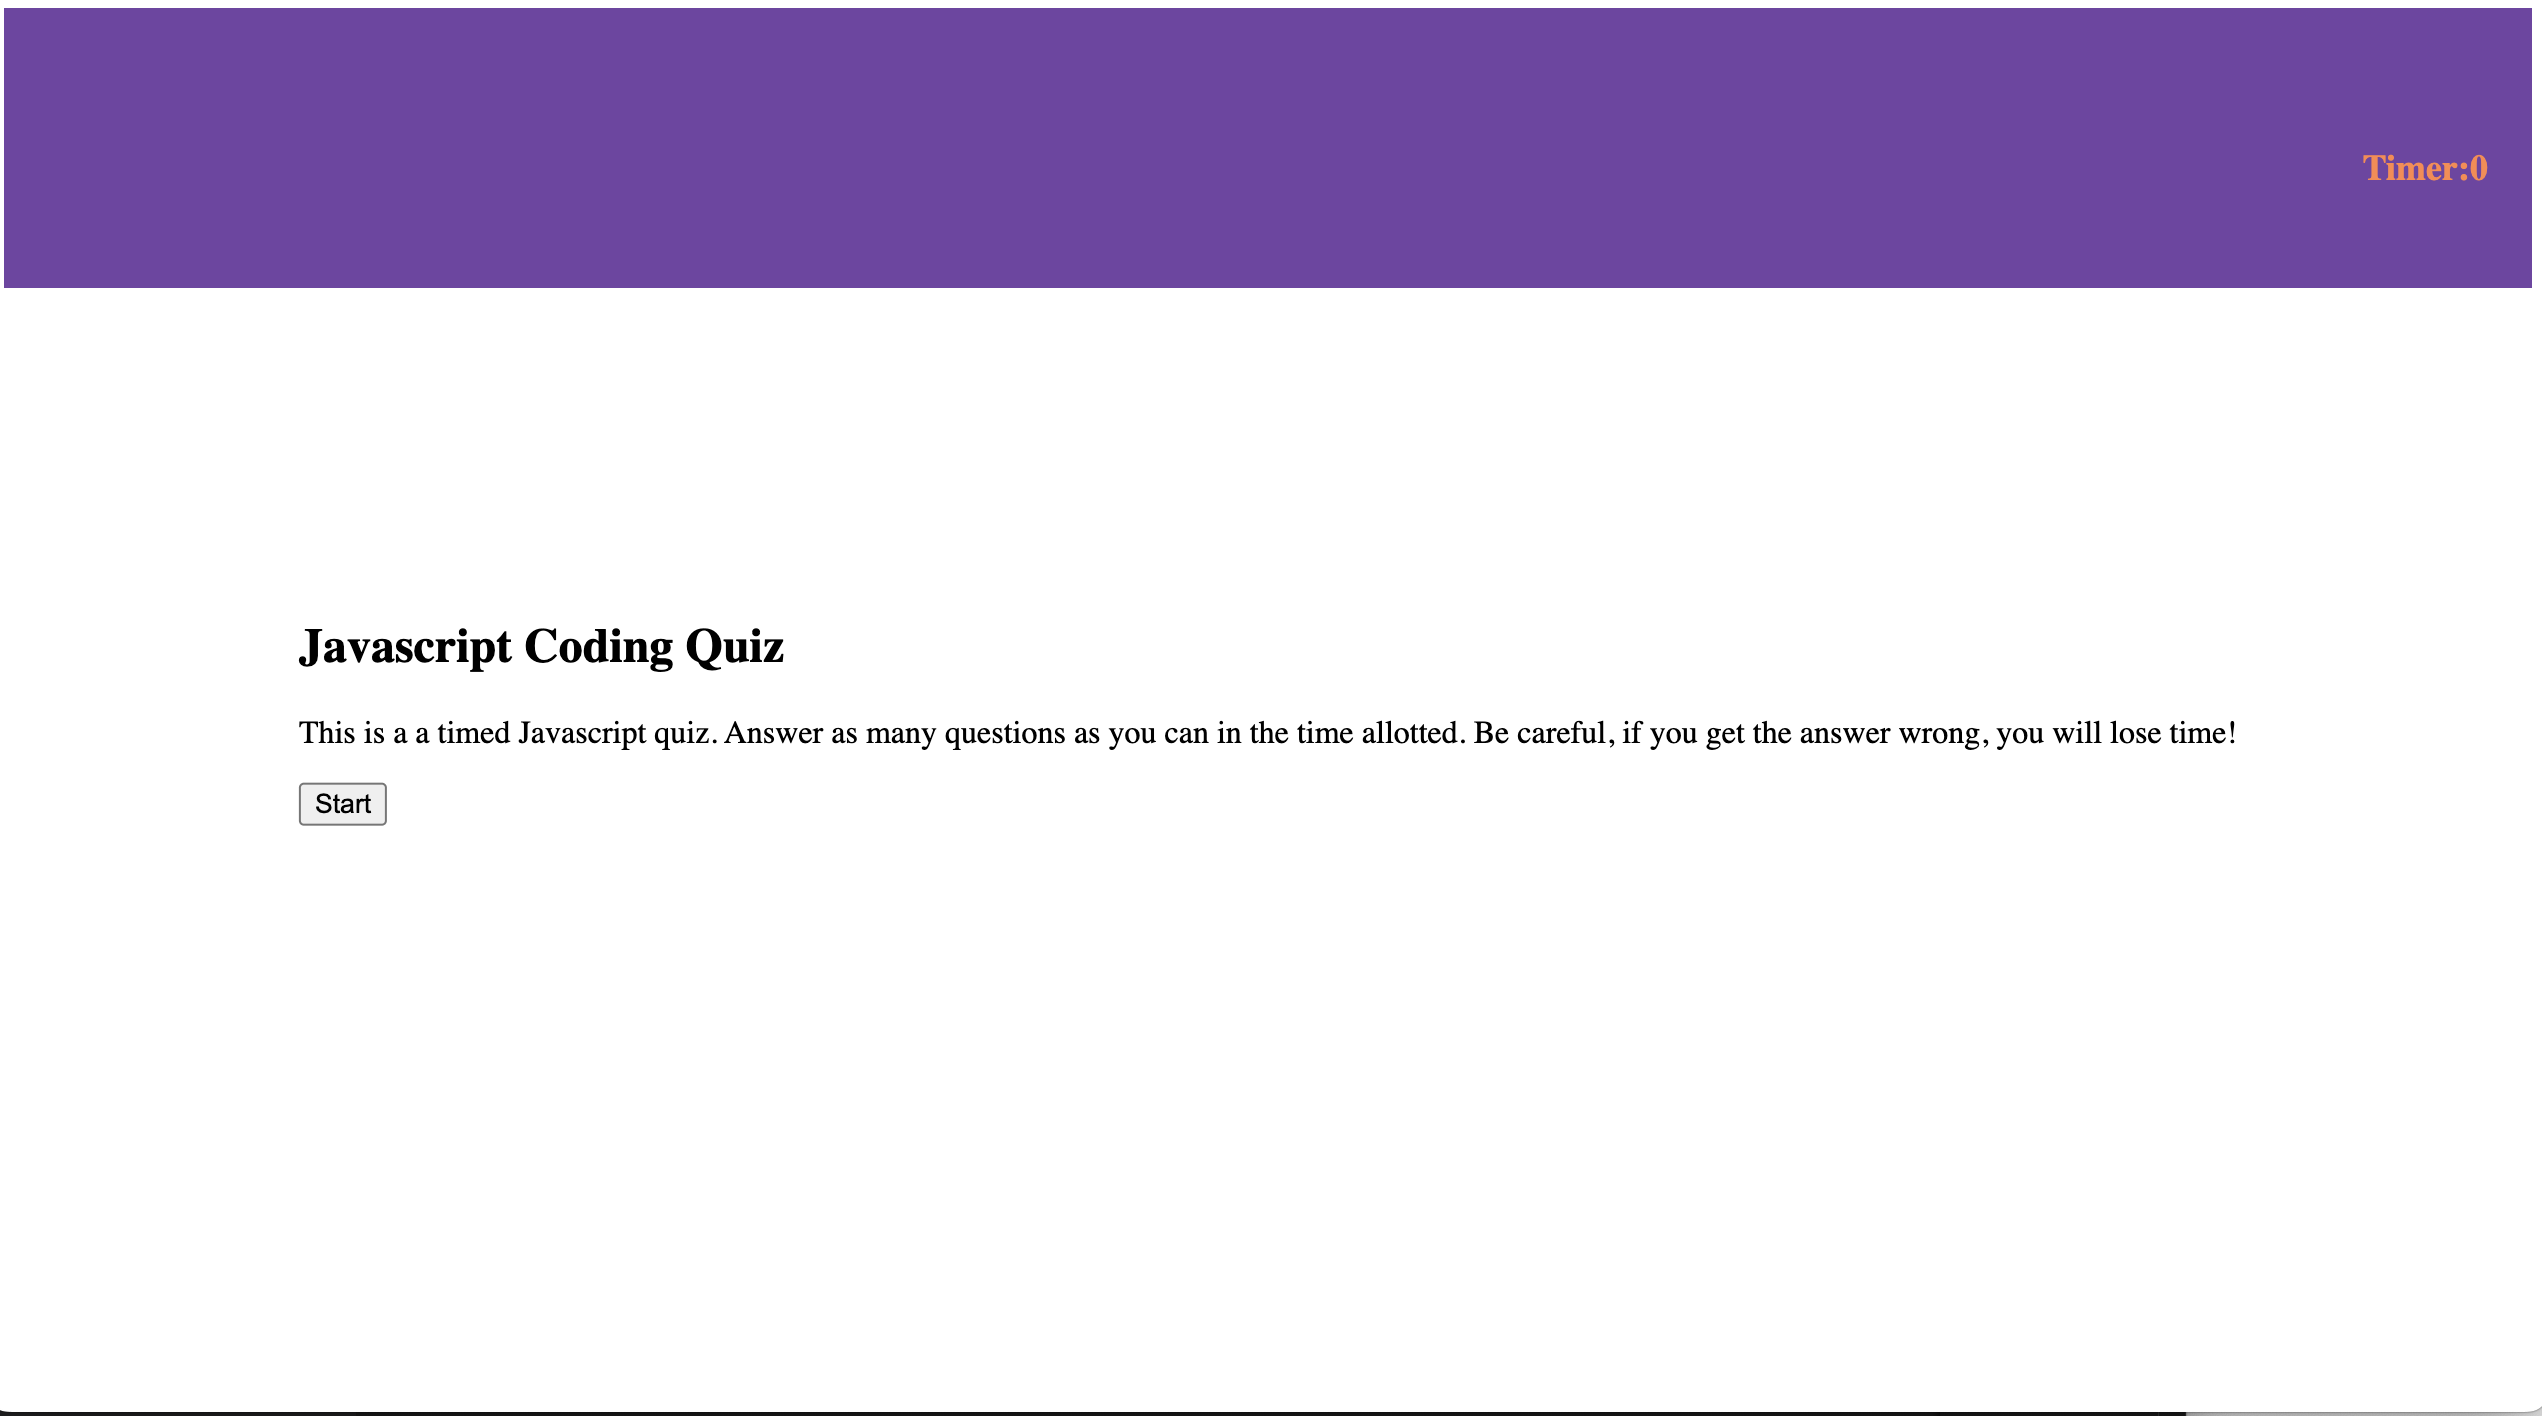 Timer:0
Javascript Coding Quiz
This is a a timed Javascript quiz. Answer as many questions as you can in the time allotted. Be careful, if you get the answer wrong, you will lose time!
Start